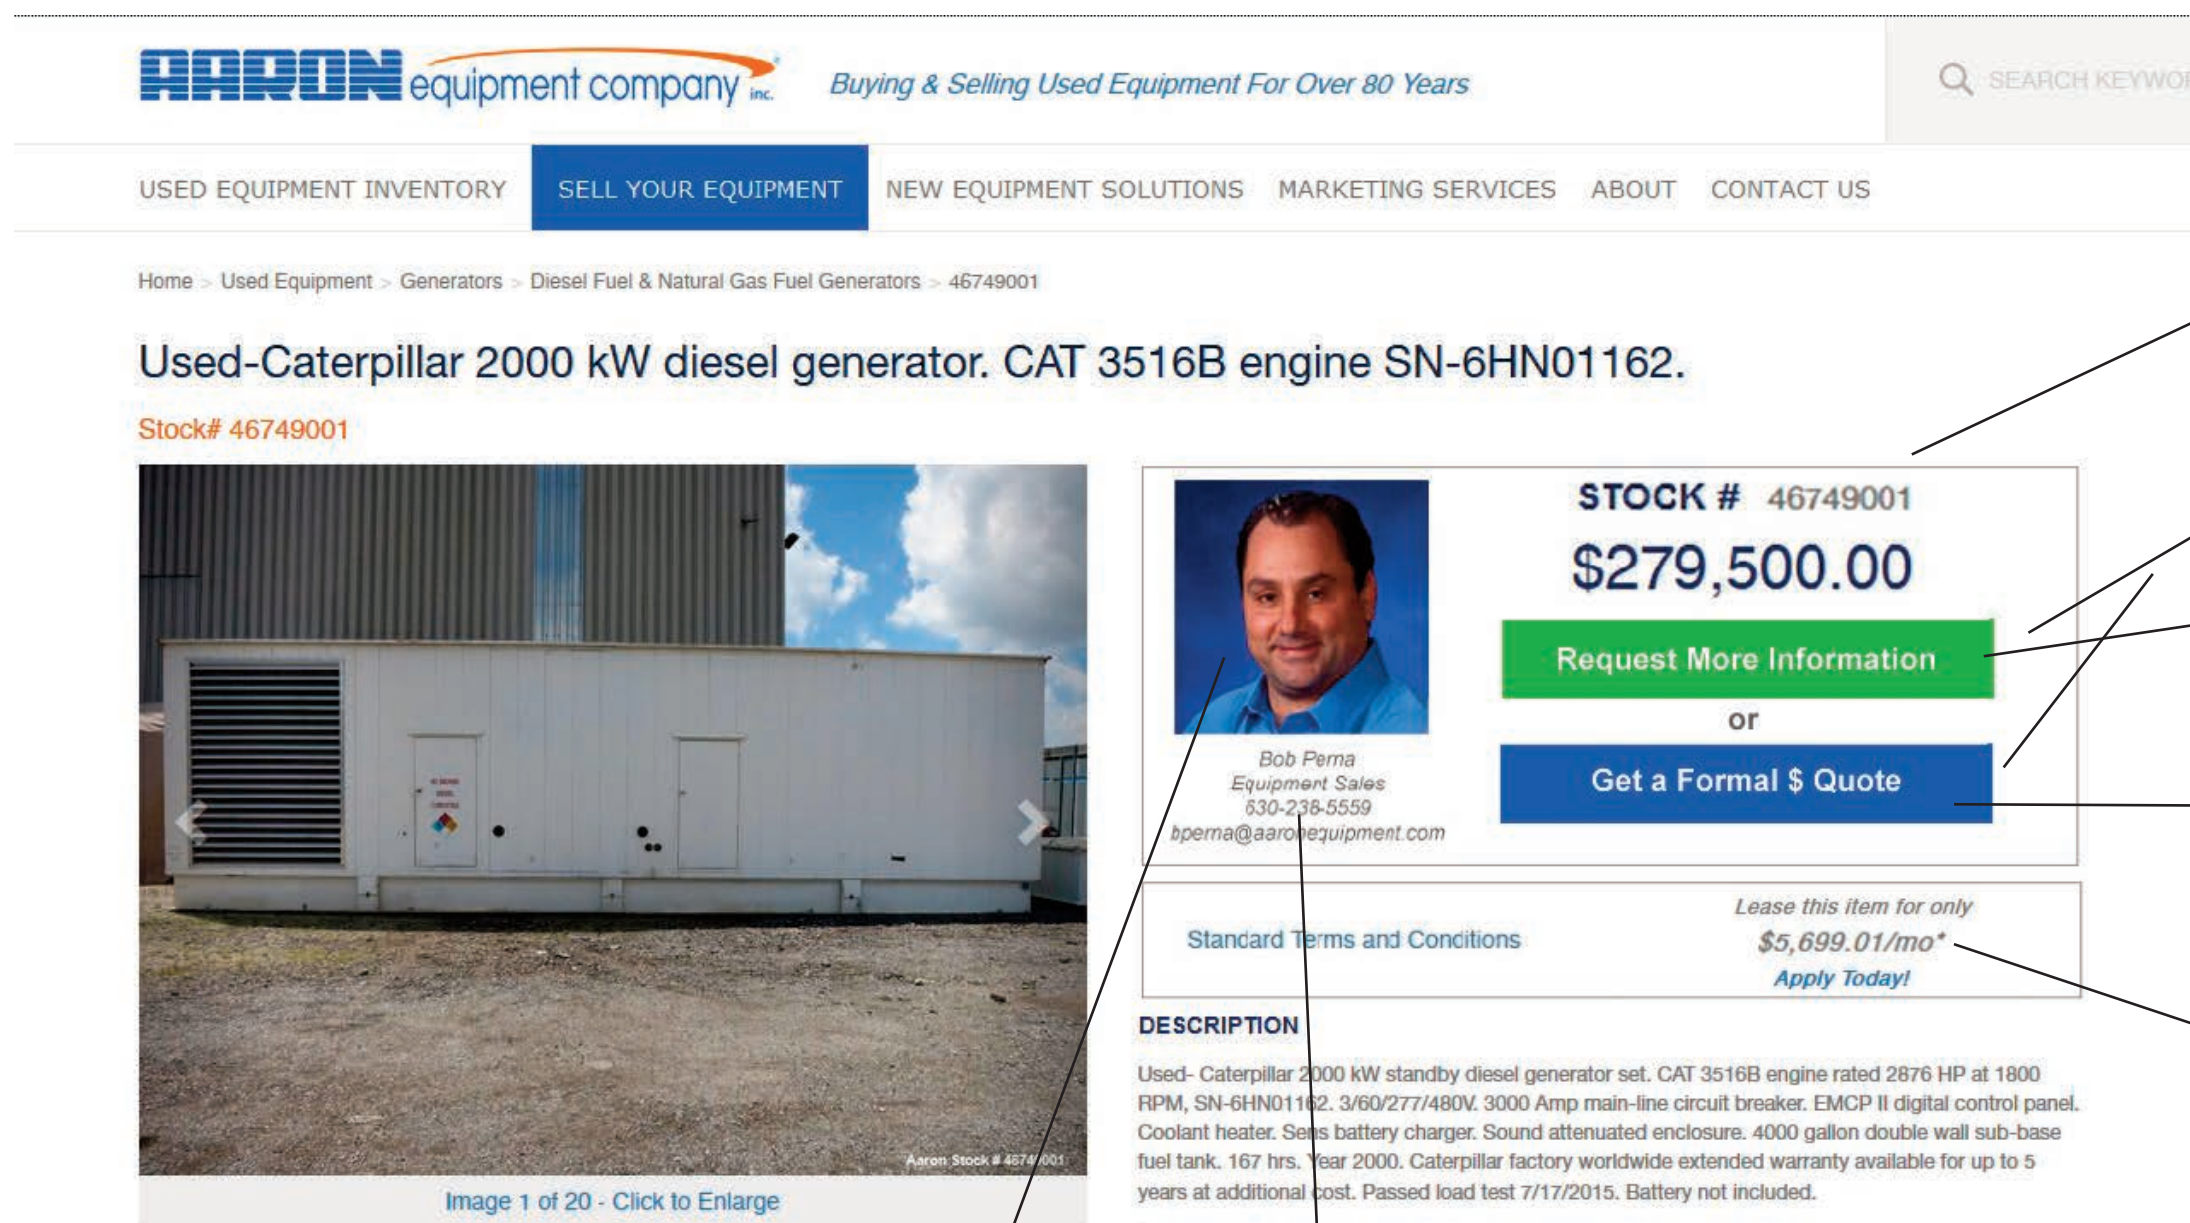 AARON equipment company inc.
Buying & Selling Used Equipment For Over 80 Years
SEARCH KEYWOR
USED EQUIPMENT INVENTORY SELL YOUR EQUIPMENT NEW EQUIPMENT SOLUTIONS MARKETING SERVICES ABOUT CONTACT US
Home > Used Equipment > Generators > Diesel Fuel & Natural Gas Fuel Generators > 46749001
Used-Caterpillar 2000 kW diesel generator. CAT 3516B engine SN-6HN01162.
Stock# 46749001
Aaron Stock # 46749001
Image 1 of 20 - Click to Enlarge
Bob Perna
Equipment Sales
630-238-5559
bperna@aaronequipment.com
STOCK # 46749001
$279,500.00
Request More Information
or
Get a Formal $ Quote
Standard Terms and Conditions
Lease this item for only
$5,699.01/mo*
Apply Today!
DESCRIPTION
Used- Caterpillar 2000 kW standby diesel generator set. CAT 3516B engine rated 2876 HP at 1800
RPM, SN-6HN01162. 3/60/277/480V. 3000 Amp main-line circuit breaker. EMCP II digital control panel.
Coolant heater. Sens battery charger. Sound attenuated enclosure. 4000 gallon double wall sub-base
fuel tank. 167 hrs. Year 2000. Caterpillar factory worldwide extended warranty available for up to 5
years at additional cost. Passed load test 7/17/2015. Battery not included.